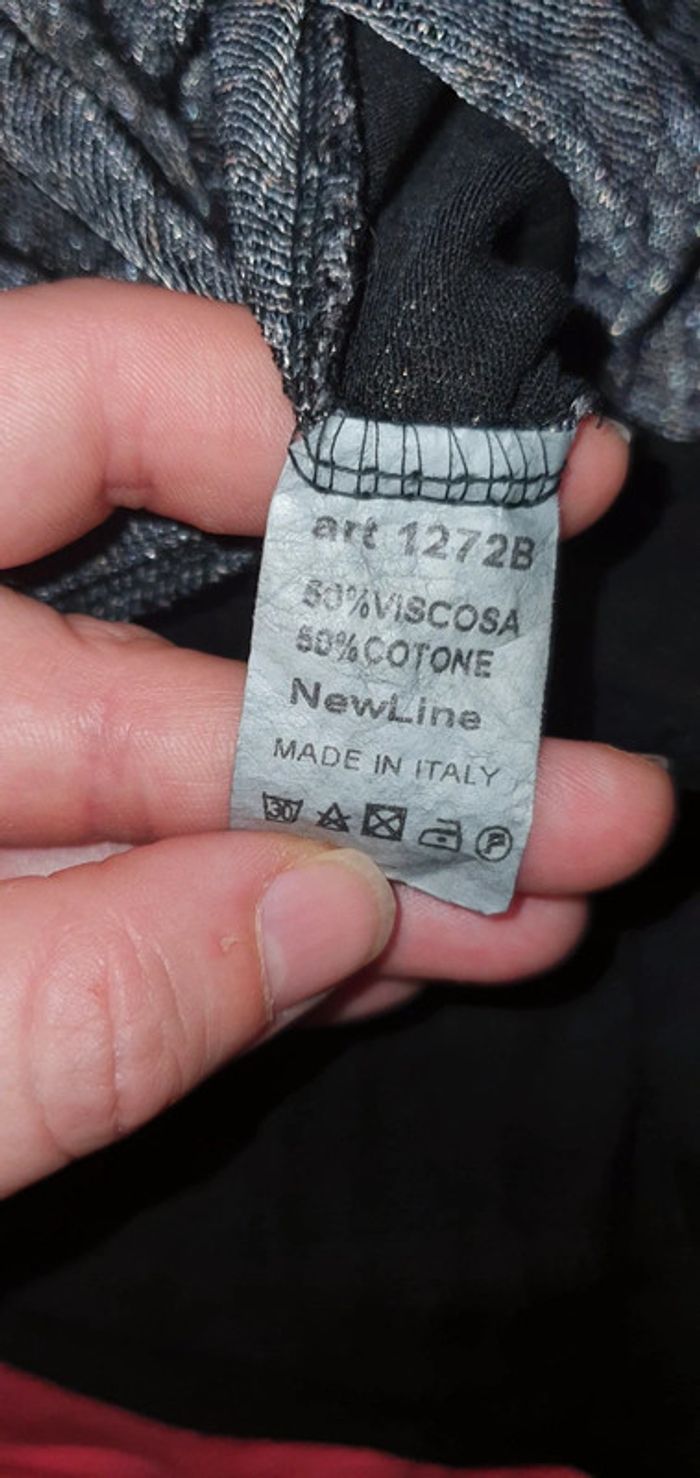 art 1272B
50%VISCOSA
50%COTONE
NewLine
MADE IN ITALY
30 P